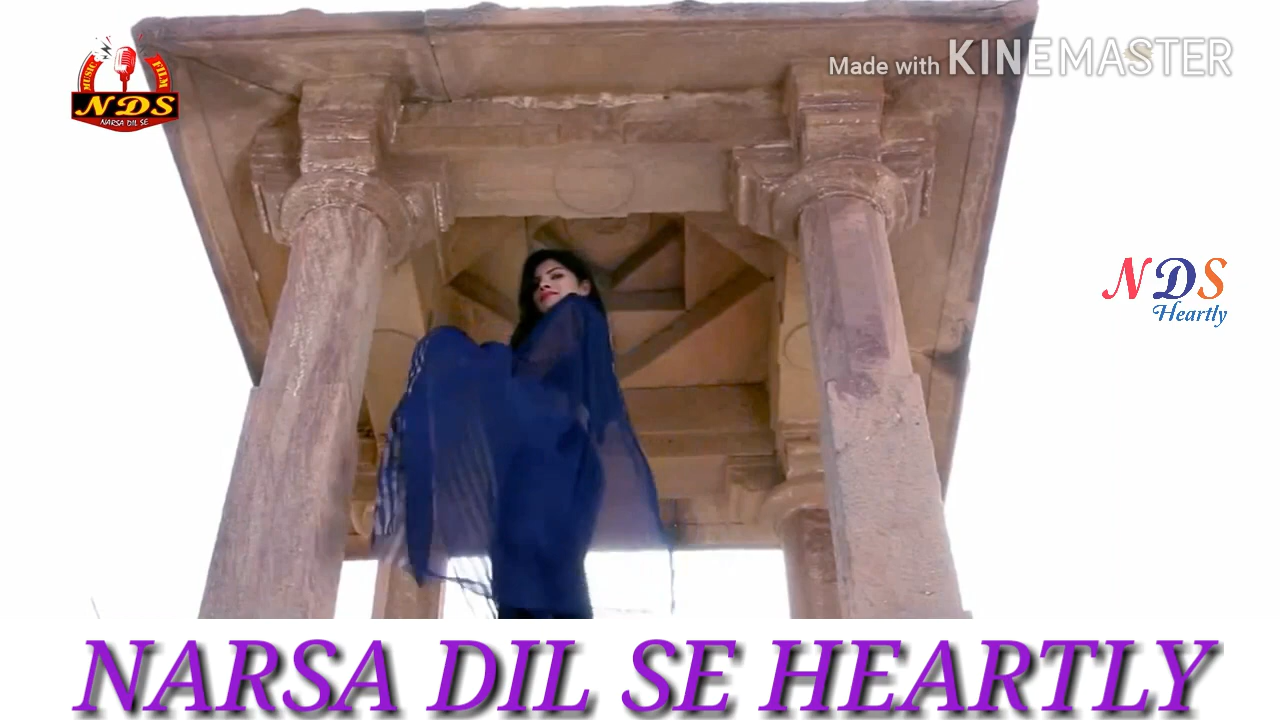 MUSIC FILM
NDS
NARSA DIL SE
Made with KINEMASTER
NDS
Heartly
NARSA DIL SE HEARTLY